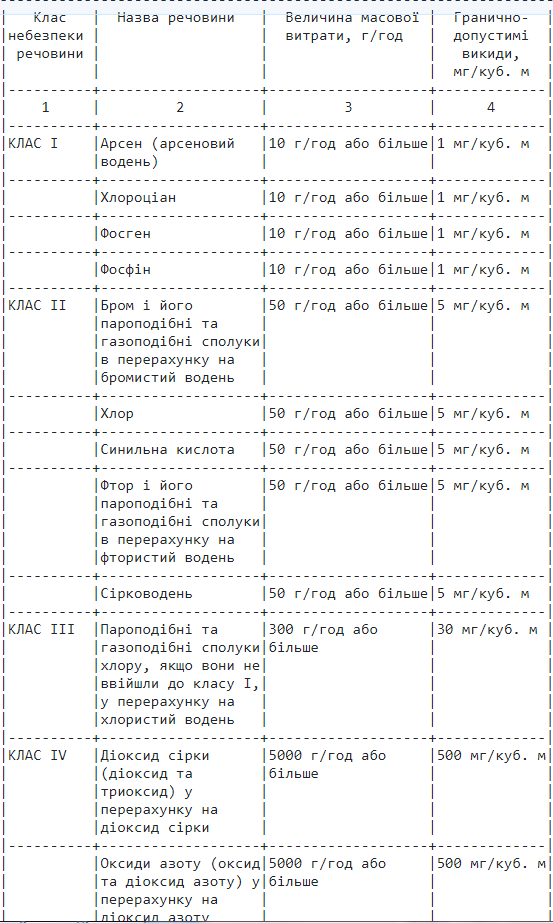 Клас | Назва речовини | Величина масової | Гранично-
небезпеки | витрати, г/год | допустимі
речовини | викиди,
мг/куб. м
1 | 2 | 3 | 4
КЛАС I | Арсен (арсеновий | 10 г/год або більше | 1 мг/куб. м
водень)
Хлороціан | 10 г/год або більше | 1 мг/куб. м
Фосген | 10 г/год або більше | 1 мг/куб. м
Фосфін | 10 г/год або більше | 1 мг/куб. м
КЛАС II | Бром і його | 50 г/год або більше | 5 мг/куб. м
пароподібні та
газоподібні сполуки
в перерахунку на
бромистий водень
Хлор | 50 г/год або більше | 5 мг/куб. м
Синильна кислота | 50 г/год або більше | 5 мг/куб. м
Фтор і його | 50 г/год або більше | 5 мг/куб. м
пароподібні та
газоподібні сполуки
в перерахунку на
фтористий водень
Сірководень | 50 г/год або більше | 5 мг/куб. м
КЛАС III | Пароподібні та | 300 г/год або | 30 мг/куб. м
газоподібні сполуки | більше
хлору, якщо вони не
ввійшли до класу I,
у перерахунку на
хлористий водень
КЛАС IV | Діоксид сірки | 5000 г/год або | 500 мг/куб. м
(діоксид та | більше
триоксид) у
перерахунку на
діоксид сірки
Оксиди азоту (оксид | 5000 г/год або | 500 мг/куб. м
та діоксид азоту) у | більше
перерахунку на
діоксид азоту